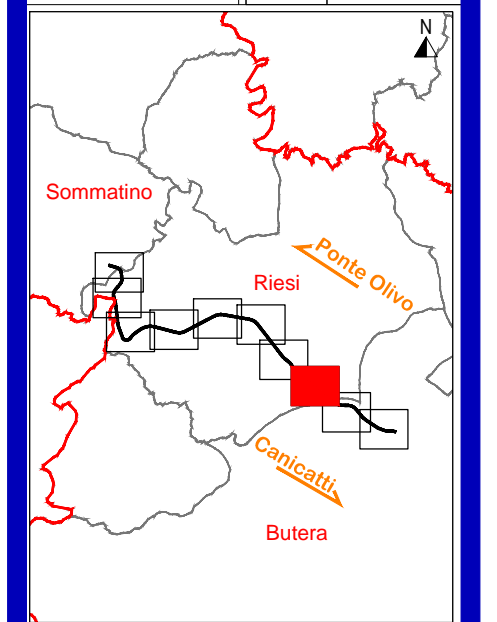 N
Sommatino
Ponte Olivo
Riesi
Canicatti
Butera